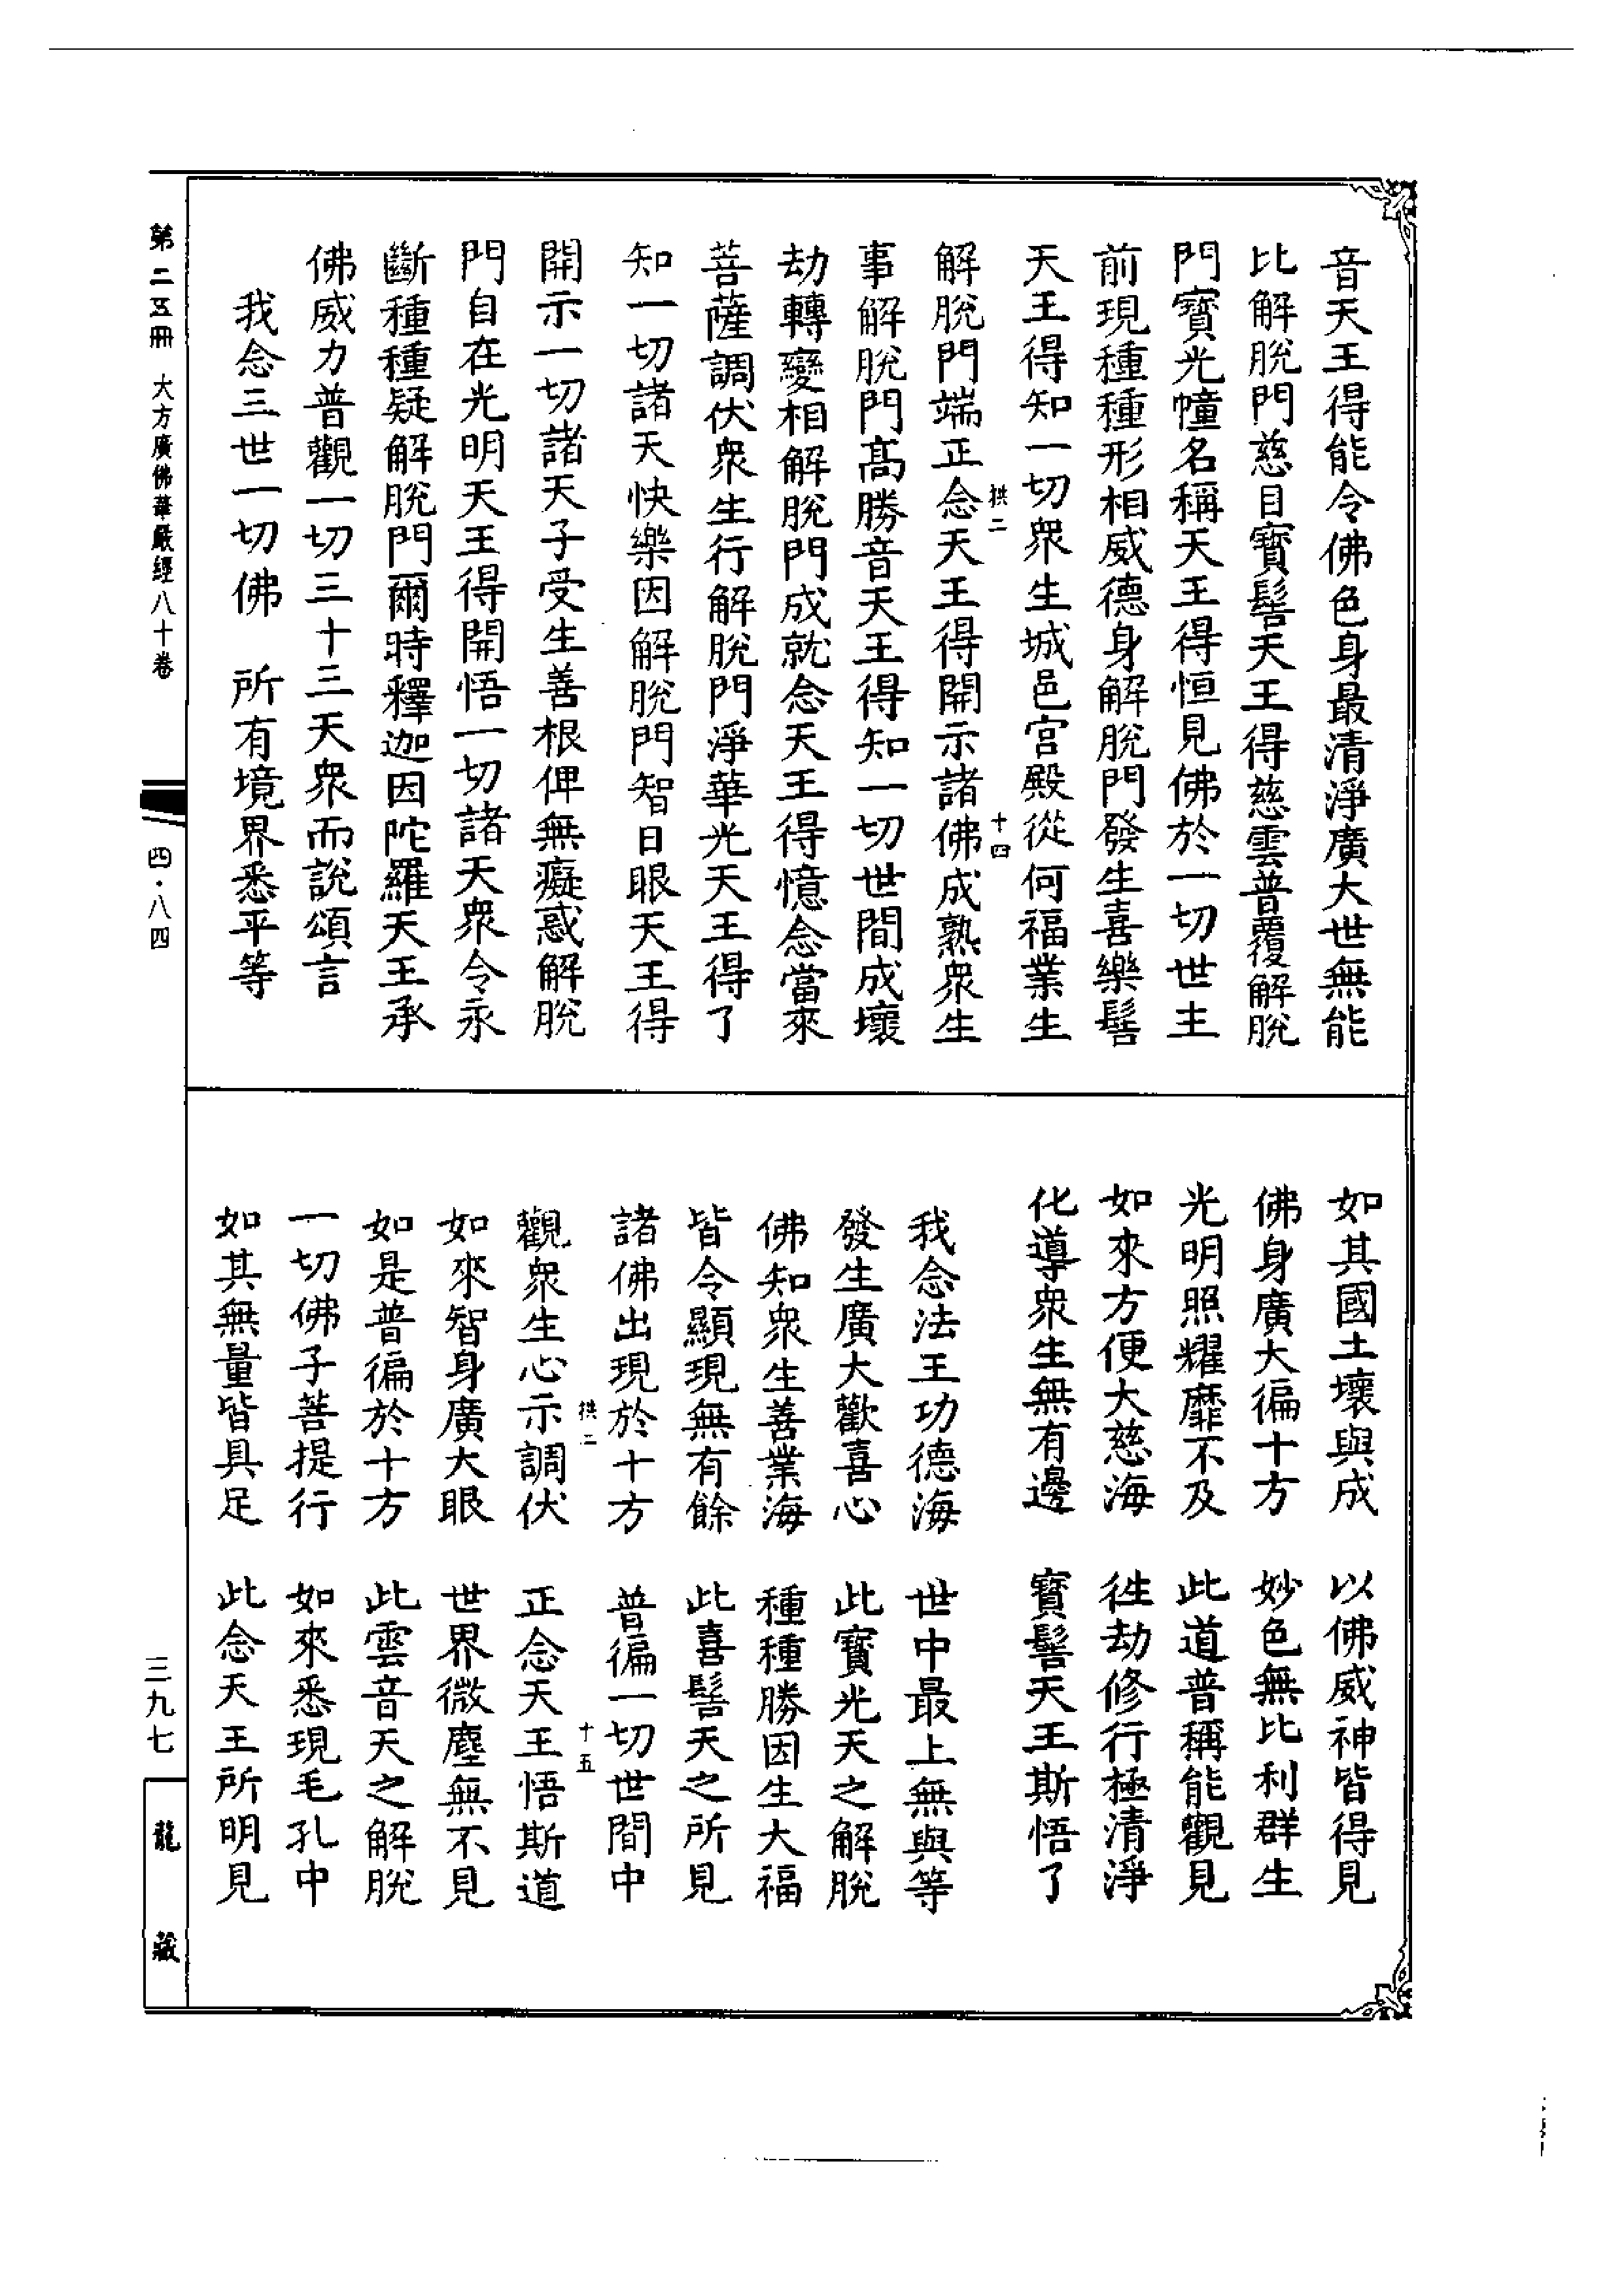 音天王得能令佛色身最清淨廣大世無能
比解脫門慈目寶髻天王得慈雲普覆解脫
門寶光幢名稱天王得恒見佛於一切世主
前現種種形相威德身解脫門發生喜樂髻
天王得知一切眾生城邑宮殿從何福業生
拱二 十四
解脫門端正念天王得開示諸佛成熟眾生
事解脫門高勝音天王得知一切世間成壞
劫轉變相解脫門成就念天王得憶念當來
菩薩調伏眾生行解脫門淨華光天王得了
知一切諸天快樂因解脫門智日眼天王得
開示一切諸天子受生善根俾無癡惑解脫
門自在光明天王得開悟一切諸天眾令永
斷種種疑解脫門爾時釋迦因陀羅天王承
佛威力普觀一切三十三天眾而說頌言
我念三世一切佛 所有境界悉平等
如其國土壞與成 以佛威神皆得見
佛身廣大徧十方 妙色無比利群生
光明照耀靡不及 此道普稱能觀見
如來方便大慈海 往劫修行極清淨
化導眾生無有邊 寶髻天王斯悟了
我念法王功德海 世中最上無與等
發生廣大歡喜心 此寶光天之解脫
佛知眾生善業海 種種勝因生大福
皆令顯現無有餘 此喜髻天之所見
諸佛出現於十方 普徧一切世間中
拱二 十五
觀眾生心示調伏 正念天王悟斯道
如來智身廣大眼 世界微塵無不見
如是普徧於十方 此雲音天之解脫
一切佛子菩提行 如來悉現毛孔中
如其無量皆具足 此念天王所明見
第二五冊 大方廣佛華嚴經八十卷
四·八四
三九七
龍藏